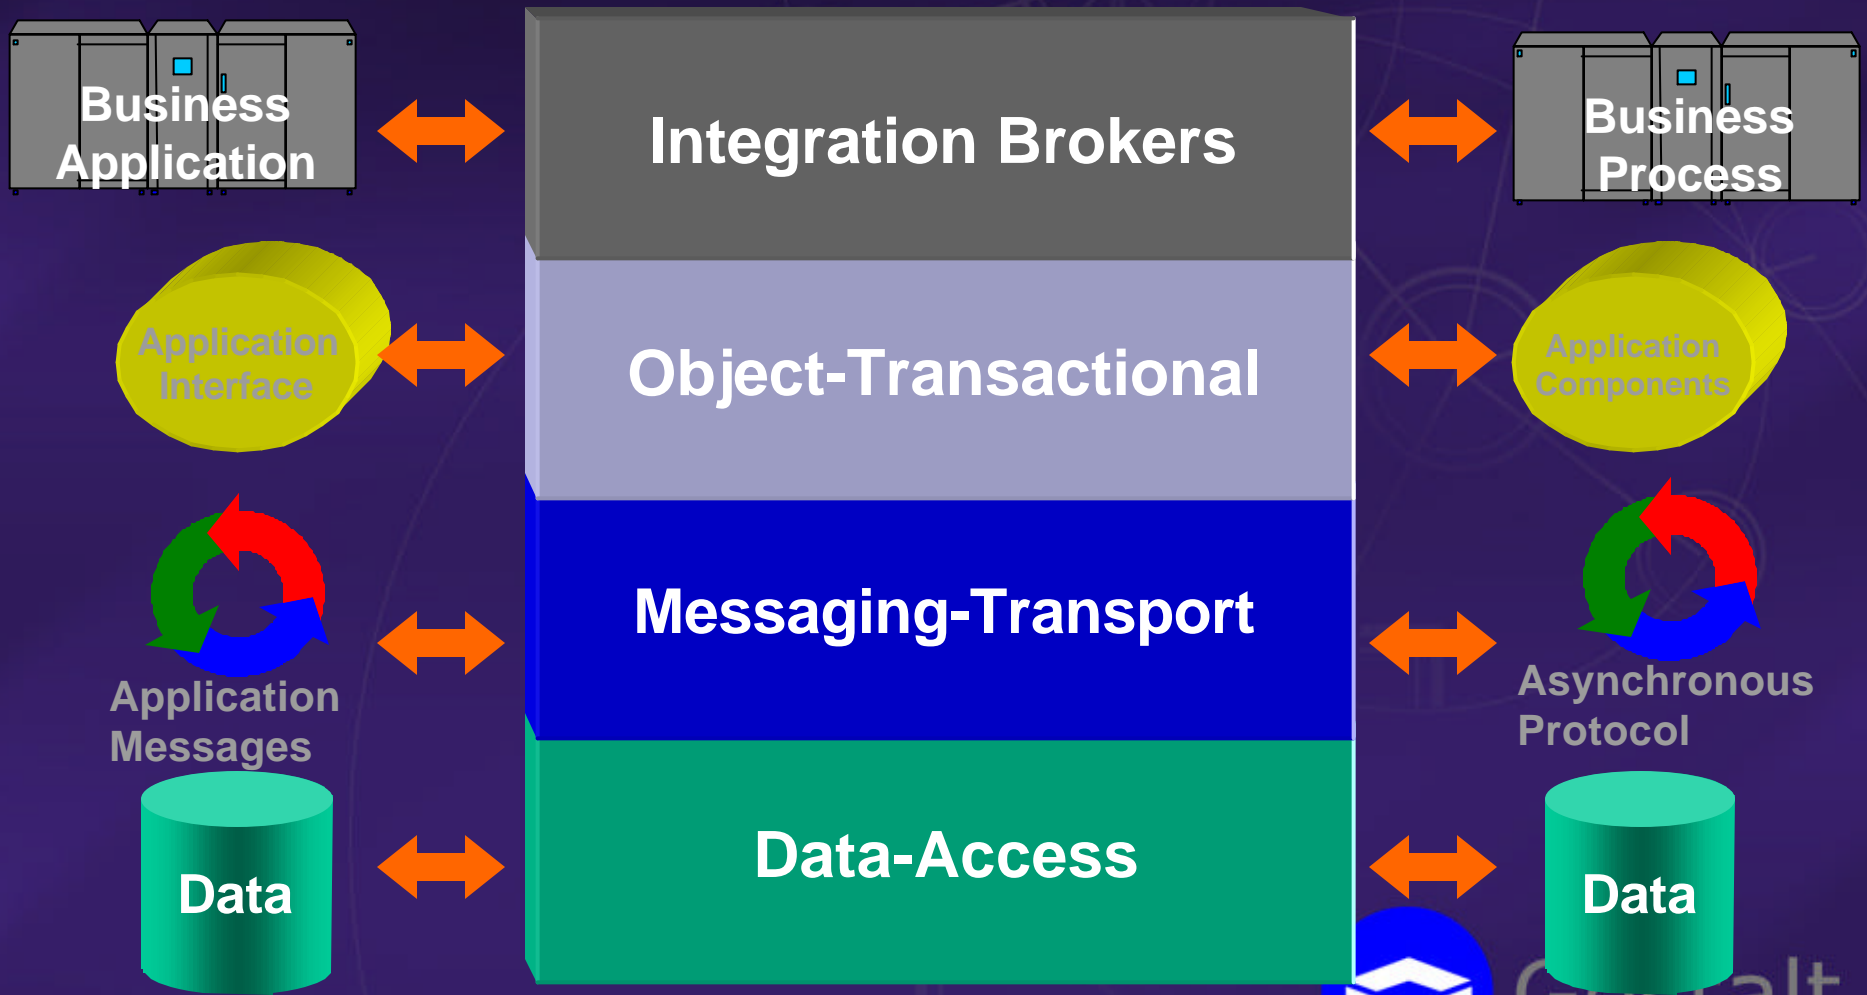 Business
Application
Integration Brokers
Business
Process
Application
Interface
Object-Transactional
Application
Components
Application
Messages
Messaging-Transport
Asynchronous
Protocol
Data
Data-Access
Data